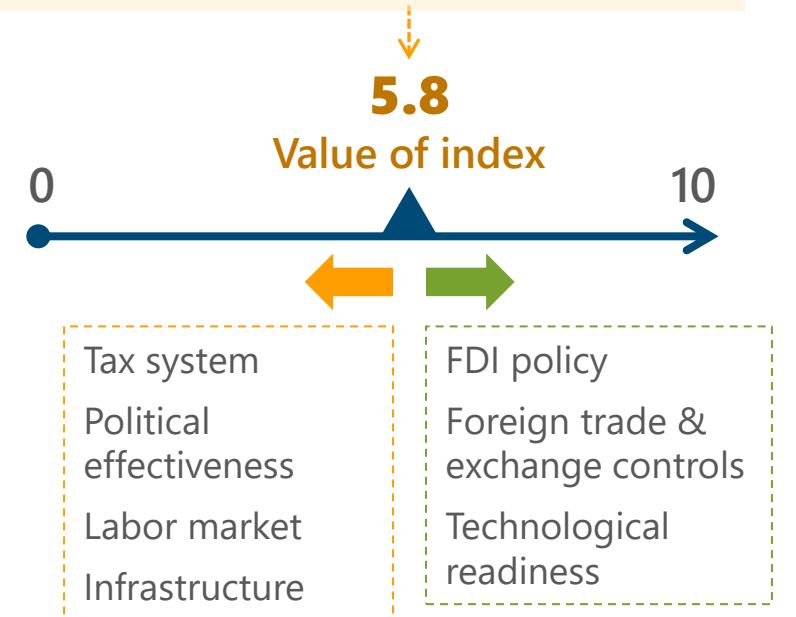 5.8
Value of index
0
10
Tax system
Political
effectiveness
Labor market
Infrastructure
FDI policy
Foreign trade &
exchange controls
Technological
readiness